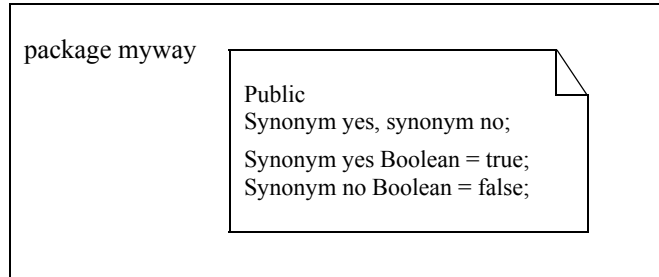 package myway
Public
Synonym yes, synonym no;
Synonym yes Boolean = true;
Synonym no Boolean = false;